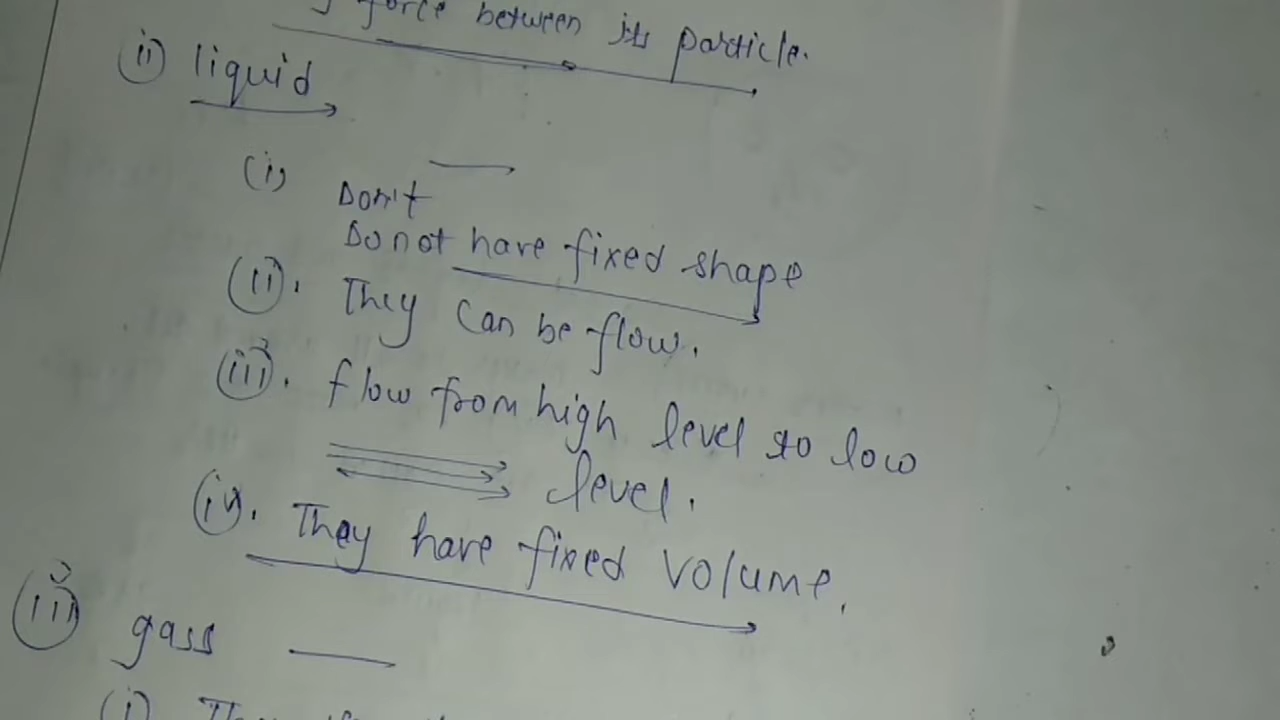 force between its particle.
(ii) liquid
(i)
Don't
Do not have fixed shape
(ii). They can be flow.
(iii). flow from high level to low
level.
(iv). They have fixed volume.
(iii) gass
(i)